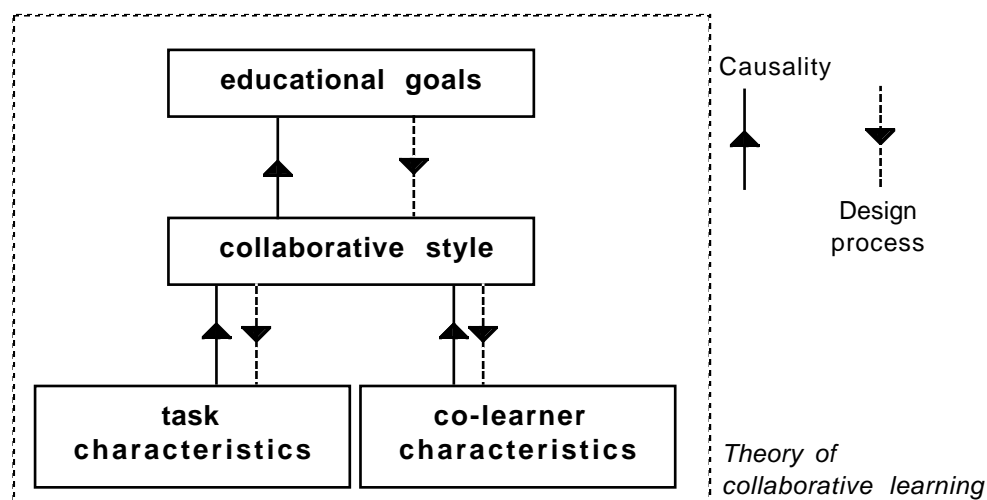 educational goals
Causality
collaborative style
Design
process
task
characteristics
co-learner
characteristics
Theory of
collaborative learning